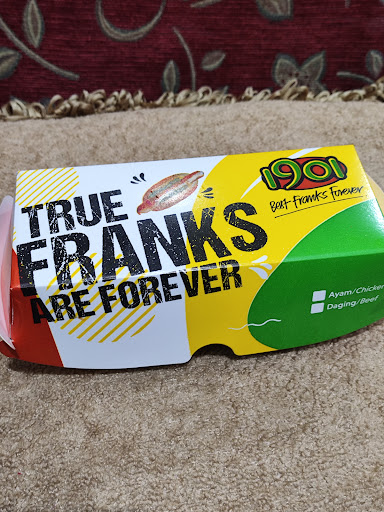 TRUE
FRANKS
ARE FOREVER
1901
Best Franks Forever
Ayam/Chicken
Daging/Beef